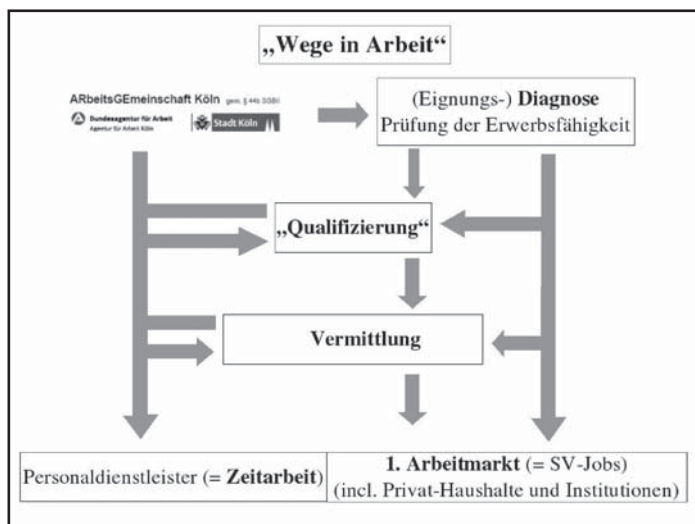 „Wege in Arbeit“
ARbeitsGEmeinschaft Köln gem. § 44b SGBII
Bundesagentur für Arbeit
Agentur für Arbeit Köln
Stadt Köln
(Eignungs-) Diagnose
Prüfung der Erwerbsfähigkeit
„Qualifizierung“
Vermittlung
Personaldienstleister (= Zeitarbeit)
1. Arbeitmarkt (= SV-Jobs)
(incl. Privat-Haushalte und Institutionen)